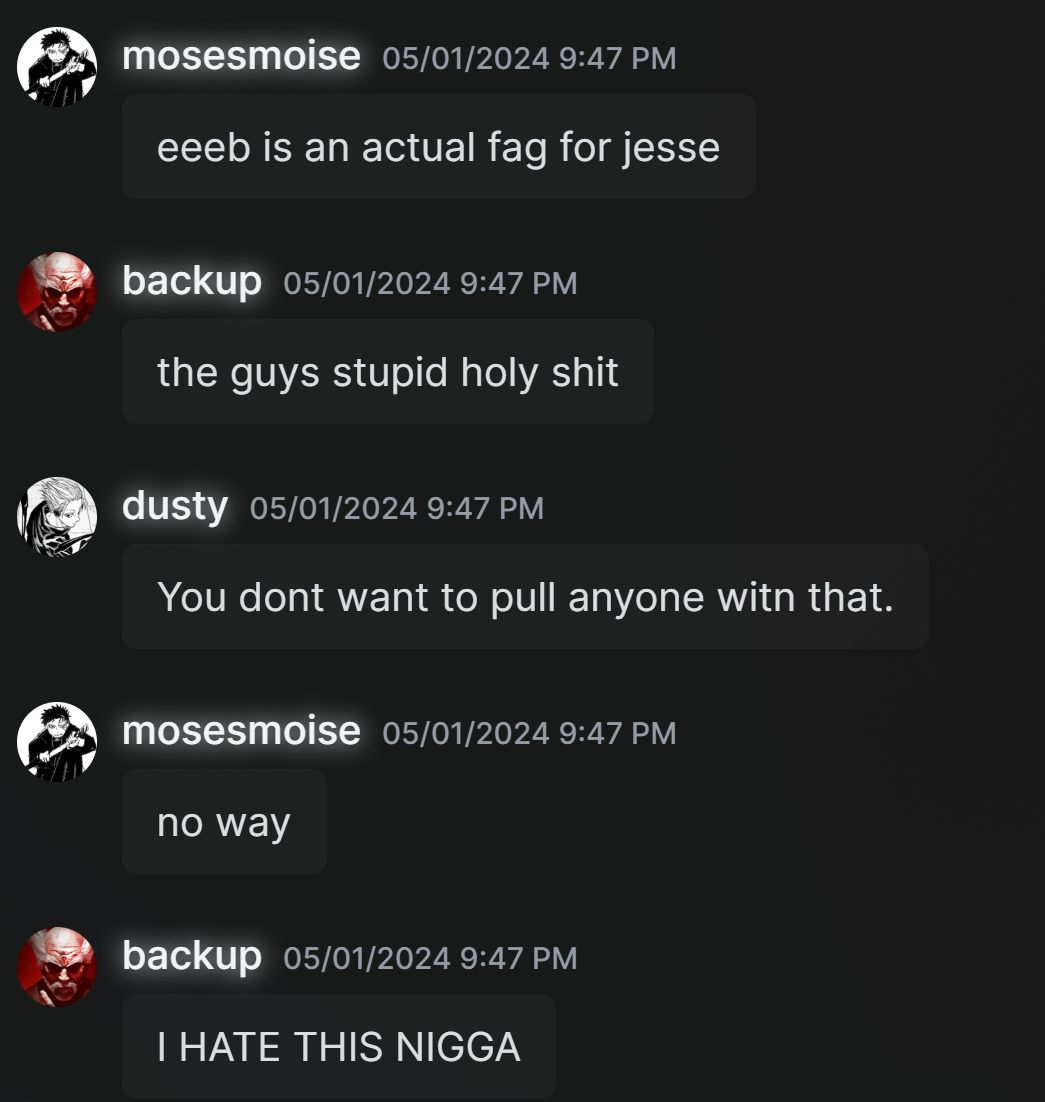 mosesmoise 05/01/2024 9:47 PM
eeeb is an actual fag for jesse
backup 05/01/2024 9:47 PM
the guys stupid holy shit
dusty 05/01/2024 9:47 PM
You dont want to pull anyone witn that.
mosesmoise 05/01/2024 9:47 PM
no way
backup 05/01/2024 9:47 PM
I HATE THIS NIGGA